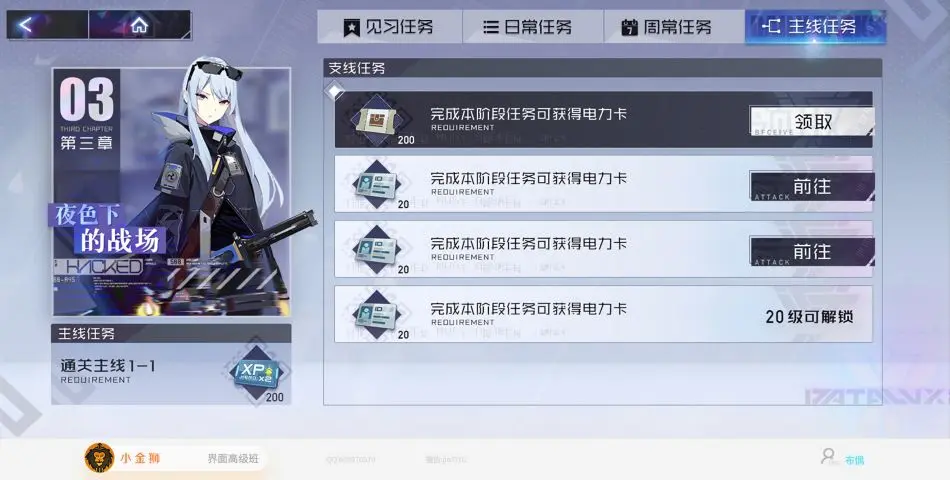 见习任务
日常任务
周常任务
主线任务
03
THIRD CHAPTER
第三章
夜色下
的战场
HACKED
主线任务
通关主线1-1
REQUIREMENT
XP
X2
200
支线任务
完成本阶段任务可获得电力卡
REQUIREMENT
200
领取
完成本阶段任务可获得电力卡
REQUIREMENT
20
前往
ATTACK
完成本阶段任务可获得电力卡
REQUIREMENT
20
前往
ATTACK
完成本阶段任务可获得电力卡
REQUIREMENT
20
20级可解锁
小金狮
界面高级班
布偶